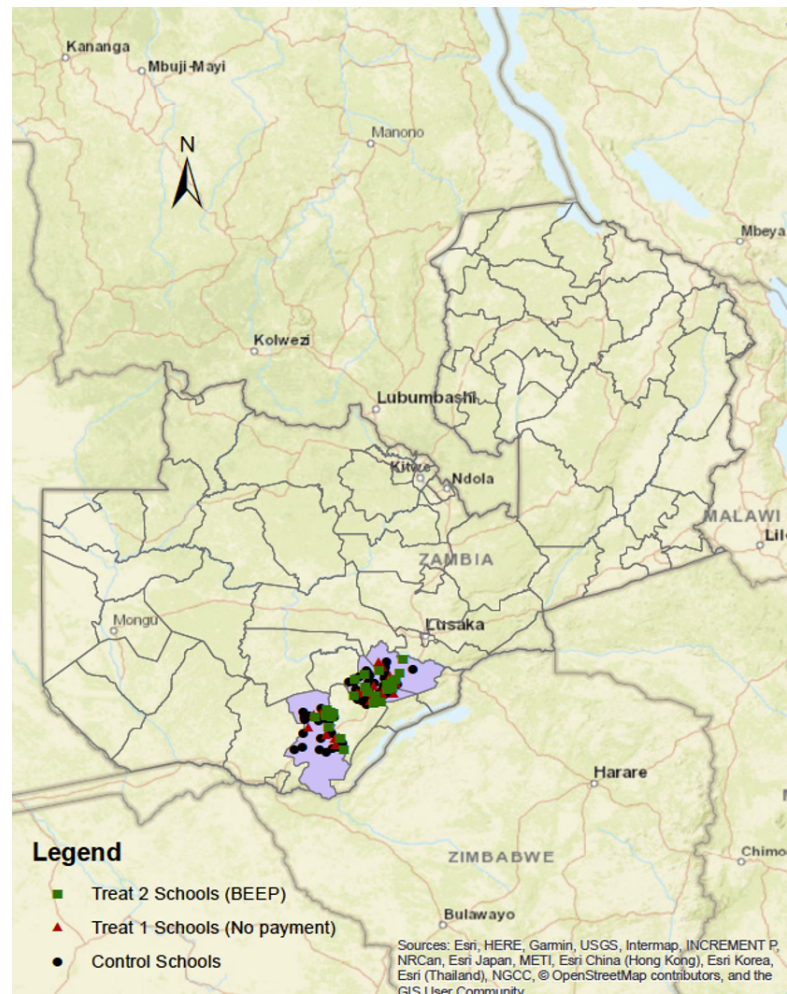 Kananga
Mbuji-Mayi
N
Manono
Mbeya
Kolwezi
Lubumbashi
Kitwe
Ndola
MALAWI
ZAMBIA
Mongu
Lusaka
Harare
Legend
ZIMBABWE
Treat 2 Schools (BEEP)
Bulawayo
Treat 1 Schools (No payment)
Control Schools
Sources: Esri, HERE, Garmin, USGS, Intermap, INCREMENT P,
NRCan, Esri Japan, METI, Esri China (Hong Kong), Esri Korea,
Esri (Thailand), NGCC, © OpenStreetMap contributors, and the
GIS User Community